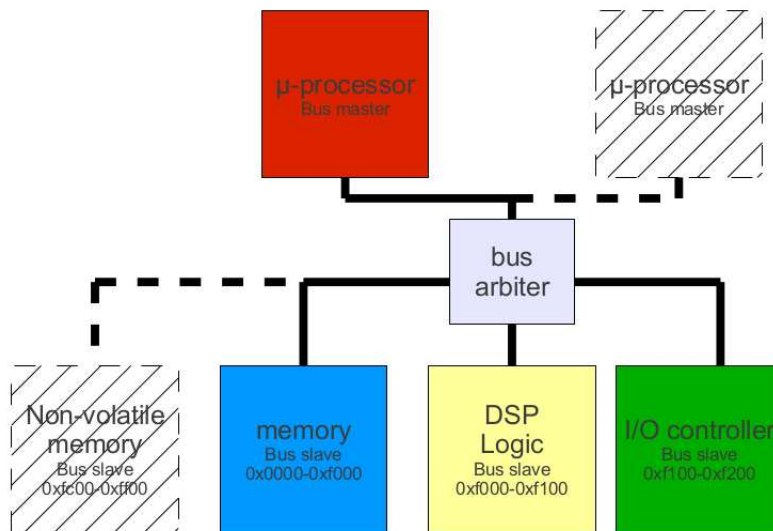 µ-processor
Bus master
µ-processor
Bus master
bus
arbiter
Non-volatile
memory
Bus slave
0xfc00-0xff00
memory
Bus slave
0x0000-0xf000
DSP
Logic
Bus slave
0xf000-0xf100
I/O controller
Bus slave
0xf100-0xf200